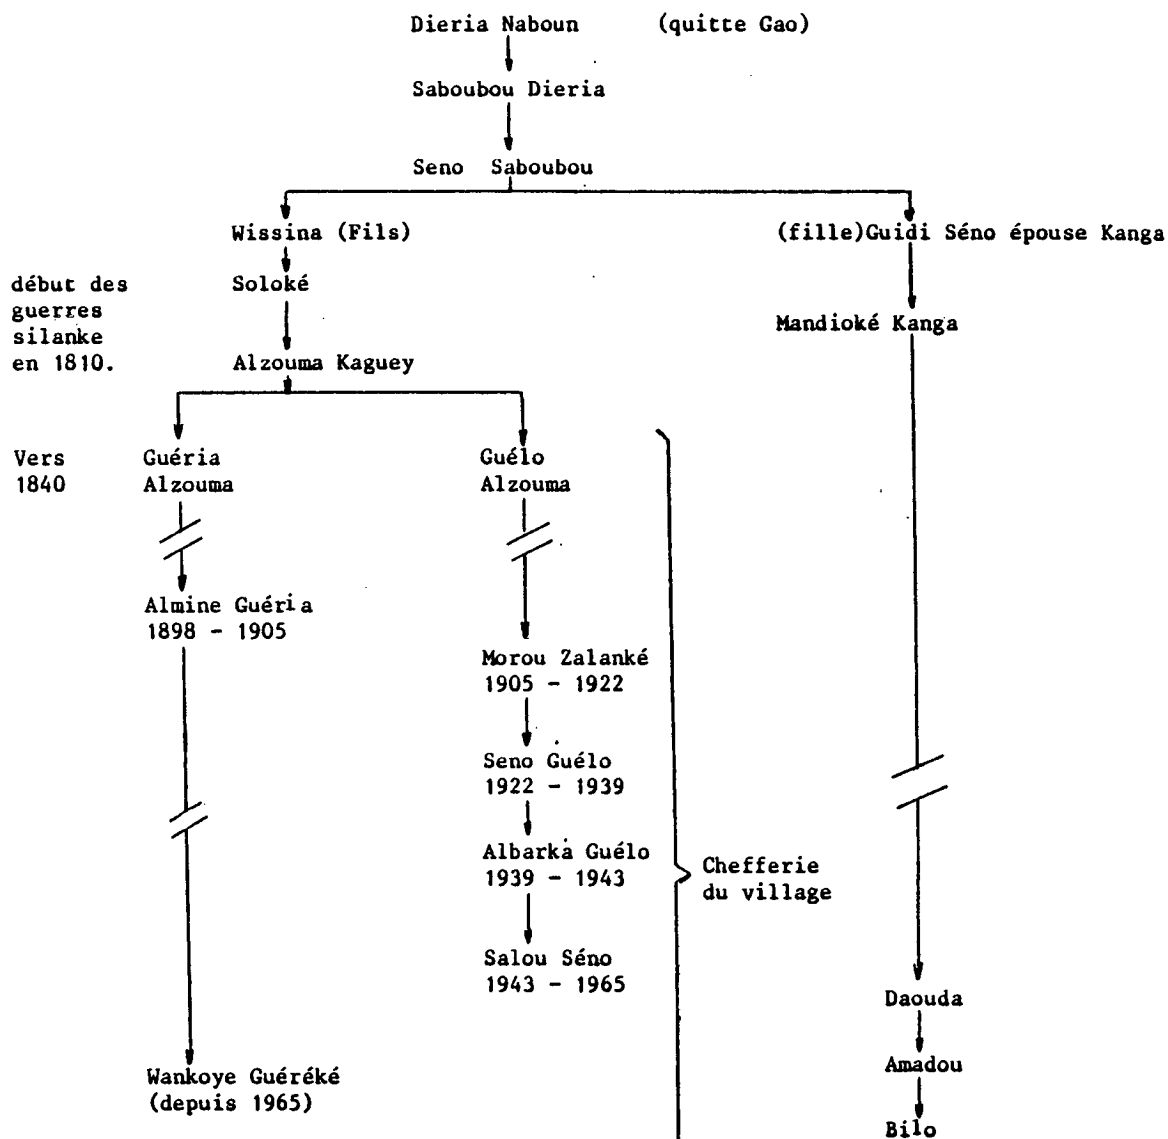 Dieria Naboun (quitte Gao)
Saboubou Dieria
Seno Saboubou
Wissina (Fils)
(fille)Guidi Séno épouse Kanga
début des
guerres
silanke
en 1810.
Soloké
Mandioké Kanga
Alzouma Kaguey
Vers
1840
Guéria
Alzouma
Guélo
Alzouma
Almine Guéria
1898 - 1905
Morou Zalanké
1905 - 1922
Seno Guélo
1922 - 1939
Albarka Guélo
1939 - 1943
Chefferie
du village
Salou Séno
1943 - 1965
Daouda
Amadou
Wankoye Guéréké
(depuis 1965)
Bilo